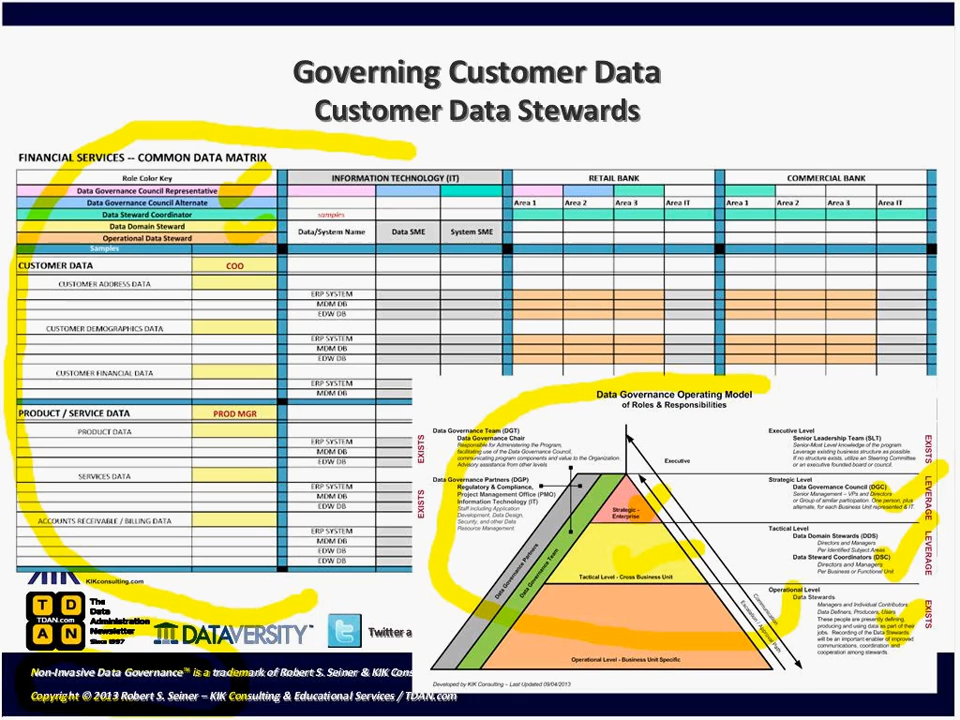 Governing Customer Data
Customer Data Stewards
FINANCIAL SERVICES -- COMMON DATA MATRIX
Role Color Key
INFORMATION TECHNOLOGY (IT)
RETAIL BANK
COMMERCIAL BANK
Data Governance Council Representative
Data Governance Council Alternate
Area 1 Area 2 Area 3 Area IT Area 1 Area 2 Area 3 Area IT
Data Steward Coordinator
samples
Data Domain Steward
Data/System Name Data SME System SME
Operational Data Steward
Samples
CUSTOMER DATA COO
CUSTOMER ADDRESS DATA
ERP SYSTEM
MDM DB
EDW DB
CUSTOMER DEMOGRAPHICS DATA
ERP SYSTEM
MDM DB
EDW DB
CUSTOMER FINANCIAL DATA
ERP SYSTEM
MDM DB
PRODUCT / SERVICE DATA PROD MGR
PRODUCT DATA
ERP SYSTEM
MDM DB
EDW DB
SERVICES DATA
ERP SYSTEM
MDM DB
EDW DB
ACCOUNTS RECEIVABLE / BILLING DATA
ERP SYSTEM
MDM DB
EDW DB
EDW DB
Data Governance Operating Model
of Roles & Responsibilities
Data Governance Team (DGT)
Data Governance Chair
Responsible for Administering the Program,
facilitating use of the Data Governance Council,
communicating program components and value to the Organization.
Advisory assistance from other levels
EXISTS
Data Governance Partners (DGP)
Regulatory & Compliance,
Project Management Office (PMO)
Information Technology (IT)
Staff including Application
Development, Data Design,
Security, and other Data
Resource Management.
EXISTS
Executive
Strategic -
Enterprise
Tactical Level - Cross Business Unit
Operational Level - Business Unit Specific
Data Governance Partners
Data Governance Team
Communications
Escalation / Approval Path
Executive Level
Senior Leadership Team (SLT)
Senior-Most Level knowledge of the program
Leverage existing business structure as possible.
If no structure exists, utilize an Steering Committee
or an executive founded board or council.
EXISTS
Strategic Level
Data Governance Council (DGC)
Senior Management – VPs and Directors
or Group of similar participation. One person, plus
alternate, for each Business Unit represented & IT.
LEVERAGE
Tactical Level
Data Domain Stewards (DDS)
Directors and Managers
Per Identified Subject Areas
Data Steward Coordinators (DSC)
Directors and Managers
Per Business or Functional Unit
LEVERAGE
Operational Level
Data Stewards
Managers and Individual Contributors
Data Definers, Producers, Users
These people are presently defining,
producing and using data as part of their
jobs. Recording of the Data Stewards
will be an important enabler of improved
communications, coordination and
cooperation among stewards.
EXISTS
Developed by KIK Consulting – Last Updated 09/04/2013
KIK KIKconsulting.com
TD
TDAN.com
AN
The
Data
Administration
Newsletter
Since 1997
DATAVERSITY™
Twitter a
Non-Invasive Data Governance™ is a trademark of Robert S. Seiner & KIK Cons
Copyright © 2013 Robert S. Seiner – KIK Consulting & Educational Services / TDAN.com